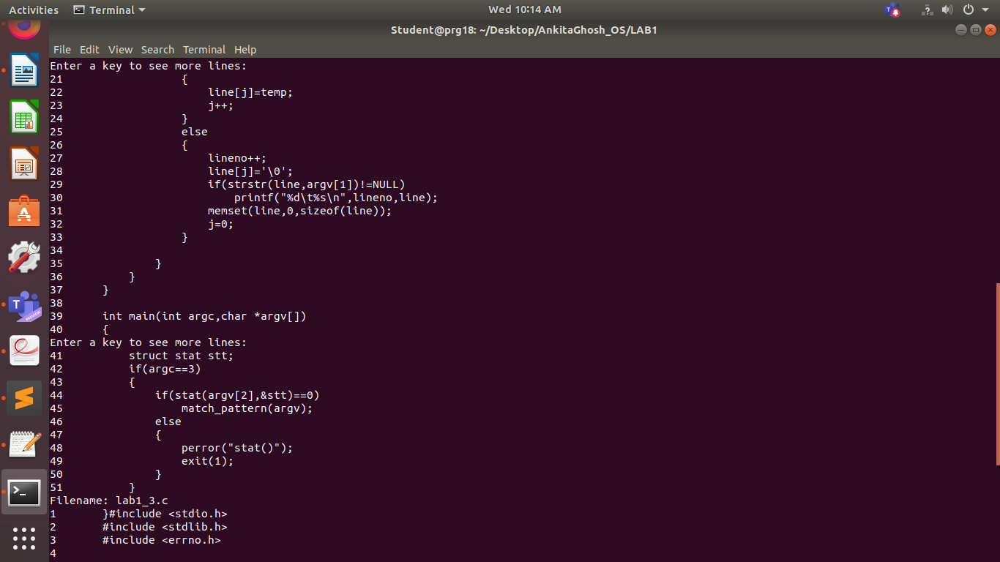 Activities Terminal Wed 10:14 AM
Student@prg18: ~/Desktop/AnkitaGhosh_OS/LAB1
File Edit View Search Terminal Help
Enter a key to see more lines:
21 {
22 line[j]=temp;
23 j++;
24 }
25 else
26 {
27 lineno++;
28 line[j]='\0';
29 if(strstr(line,argv[1])!=NULL)
30 printf("%d\t%s\n",lineno,line);
31 memset(line,0,sizeof(line));
32 j=0;
33 }
34
35 }
36 }
37 }
38
39 int main(int argc,char *argv[])
40 {
Enter a key to see more lines:
41 struct stat stt;
42 if(argc==3)
43 {
44 if(stat(argv[2],&stt)==0)
45 match_pattern(argv);
46 else
47 {
48 perror("stat()");
49 exit(1);
50 }
51 }
Filename: lab1_3.c
1 }#include <stdio.h>
2 #include <stdlib.h>
3 #include <errno.h>
4